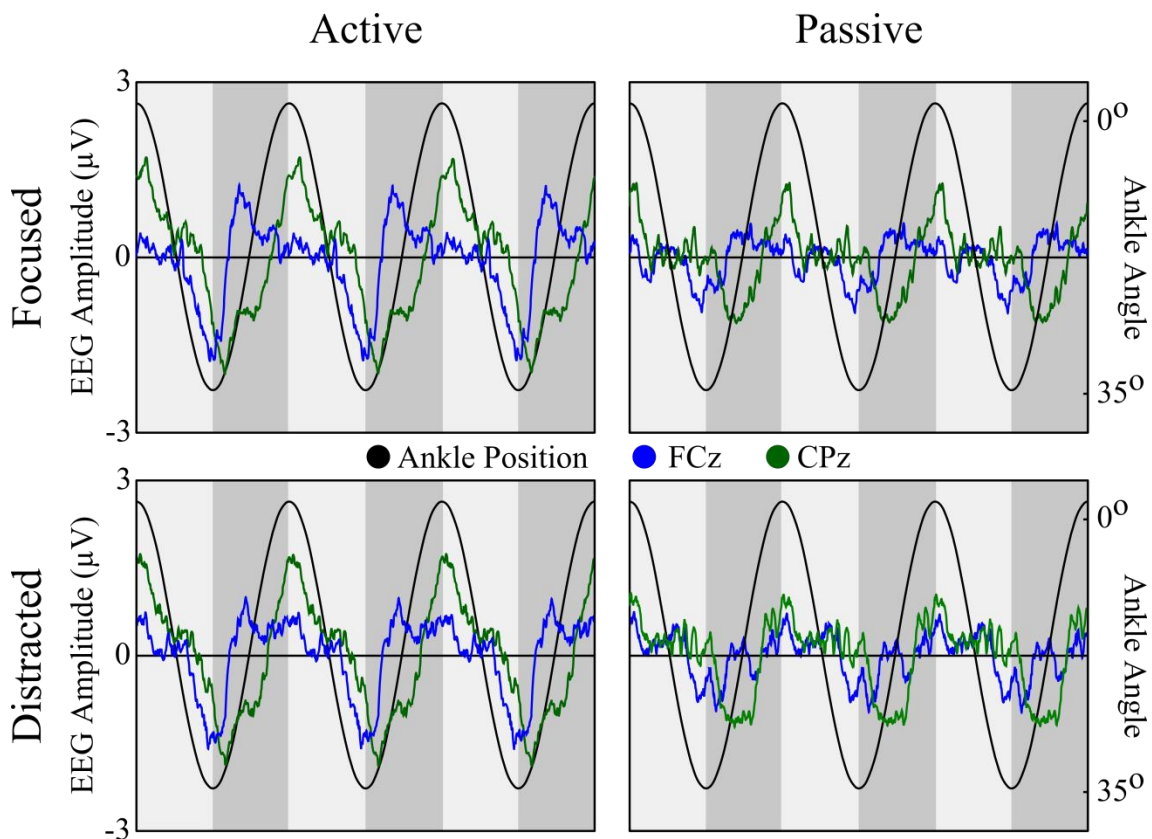 Active Passive
Focused
EEG Amplitude (µV)
3
0
-3
0°
35°
Ankle Angle
Ankle Position FCz CPz
Distracted
EEG Amplitude (µV)
3
0
-3
0°
35°
Ankle Angle